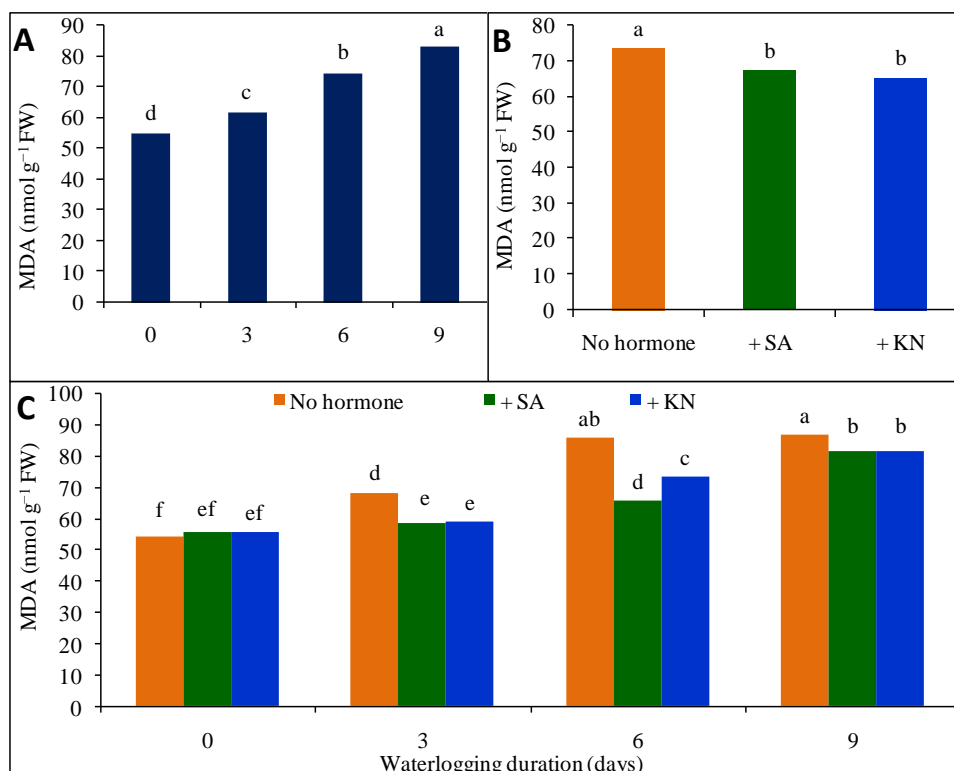 A
MDA (nmol g⁻¹ FW)
90
80
70
60
50
40
30
20
10
0
d
c
b
a
0 3 6 9
B
MDA (nmol g⁻¹ FW)
80
70
60
50
40
30
20
10
0
a
b
b
No hormone + SA + KN
C
MDA (nmol g⁻¹ FW)
100
90
80
70
60
50
40
30
20
10
0
No hormone + SA + KN
f ef ef
d e e
ab d c
a b b
0 3 6 9
Waterlogging duration (days)